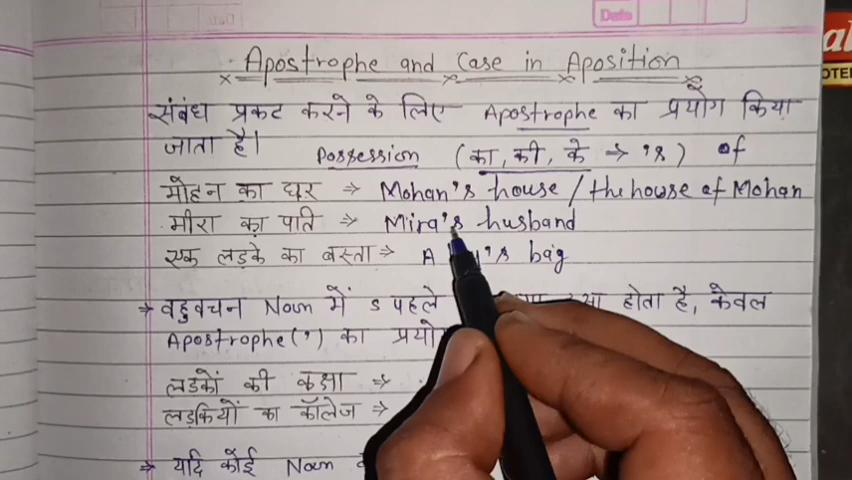 Date
Apostrophe and Case in Aposition
संबंध प्रकट करने के लिए Apostrophe का प्रयोग किया
जाता है। Possession (का, की, के → 's) of
मोहन का घर ⇒ Mohan's house / the house of Mohan
मीरा का पति ⇒ Mira's husband
एक लड़के का बस्ता ⇒ A 's bag
⇒ बहुवचन Noun में s पहले होता है, केवल
Apostrophe(') का प्रयोग
लडकों की कक्षा ⇒
लड़कियों का कॉलेज ⇒
⇒ यदि कोई Noun